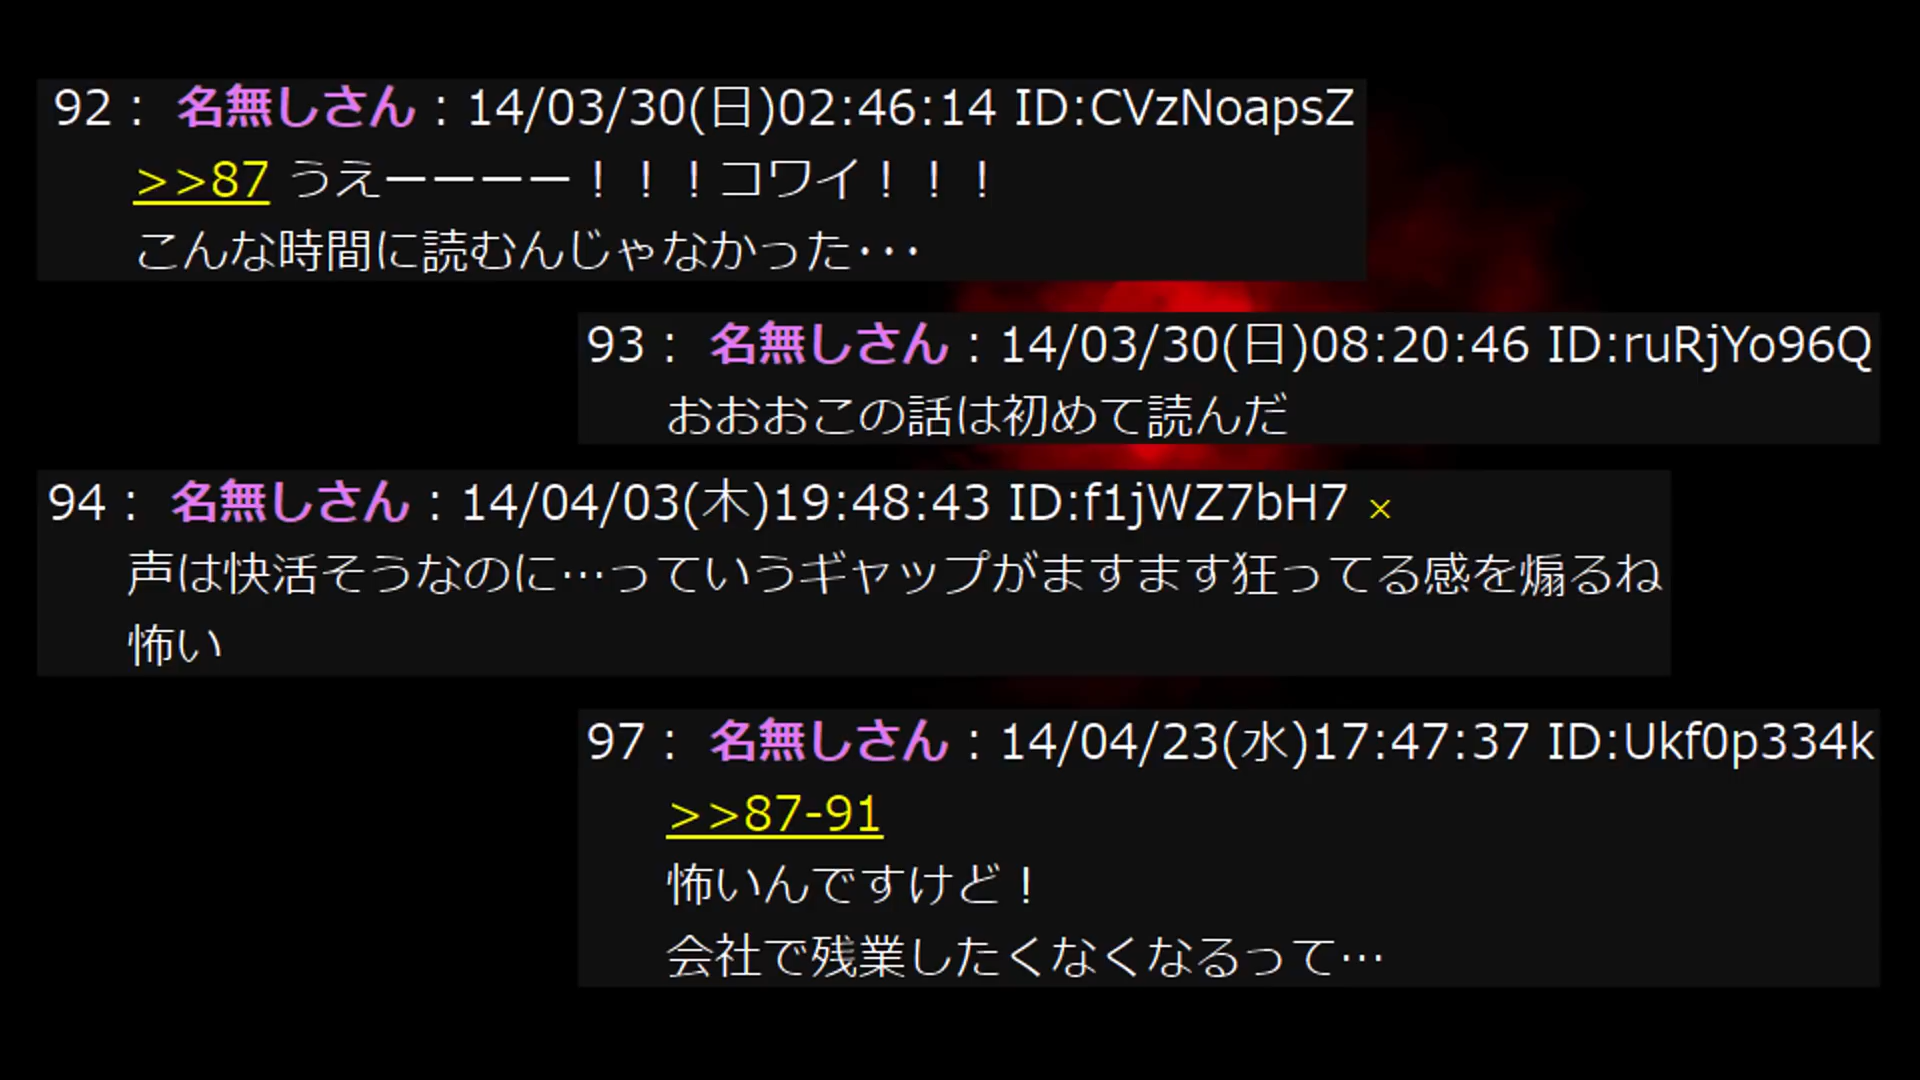 92： 名無しさん：14/03/30(日)02:46:14 ID:CVzNoapsZ
>>87 うえーーーー！！！コワイ！！！
こんな時間に読むんじゃなかった･･･
93： 名無しさん：14/03/30(日)08:20:46 ID:ruRjYo96Q
おおおこの話は初めて読んだ
94： 名無しさん：14/04/03(木)19:48:43 ID:f1jWZ7bH7 ×
声は快活そうなのに…っていうギャップがますます狂ってる感を煽るね
怖い
97： 名無しさん：14/04/23(水)17:47:37 ID:Ukf0p334k
>>87-91
怖いんですけど！
会社で残業したくなくなるって…